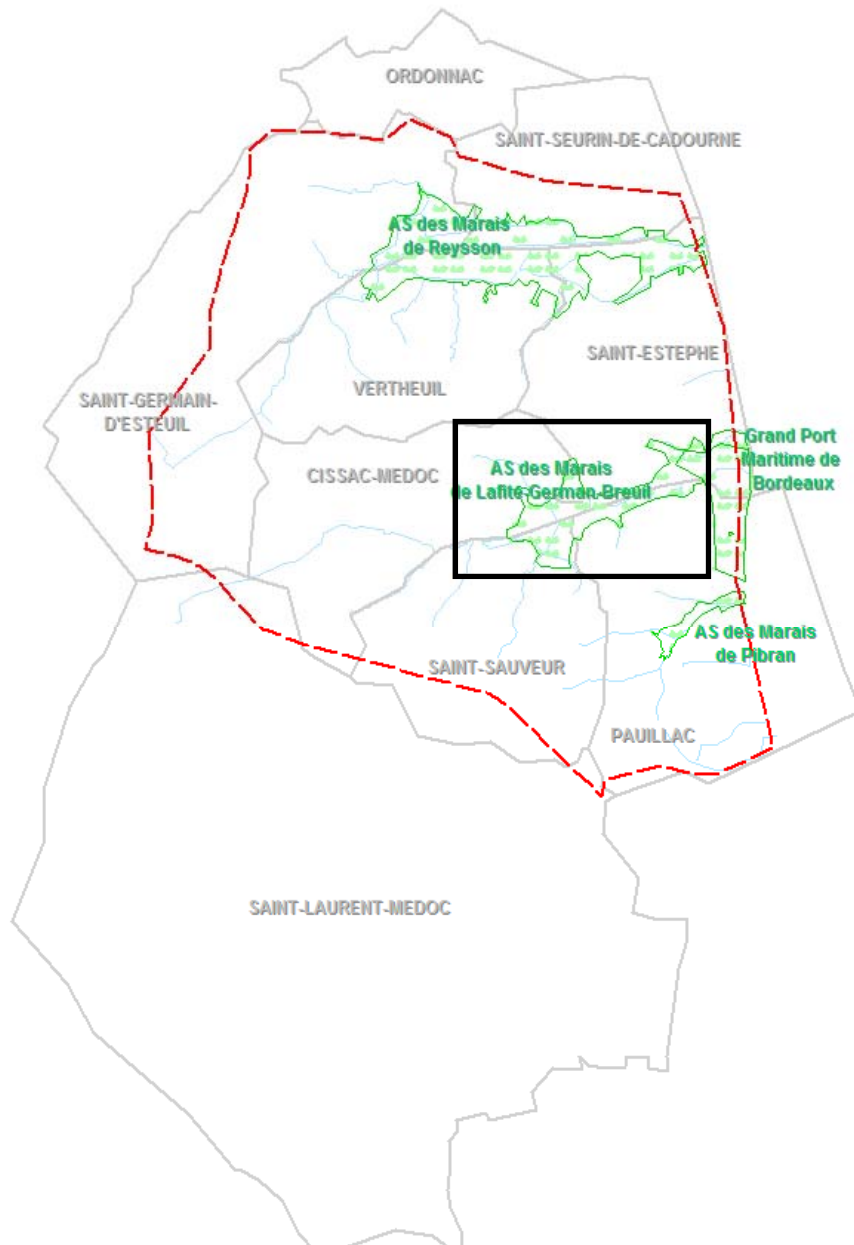 ORDONNAC
SAINT-SEURIN-DE-CADOURNE
AS des Marais
de Reysson
SAINT-ESTEPHE
VERTHEUIL
SAINT-GERMAIN-
D'ESTEUIL
Grand Port
Maritime de
Bordeaux
CISSAC-MEDOC
AS des Marais
de Lafite-German-Breuil
AS des Marais
de Pibran
SAINT-SAUVEUR
PAUILLAC
SAINT-LAURENT-MEDOC